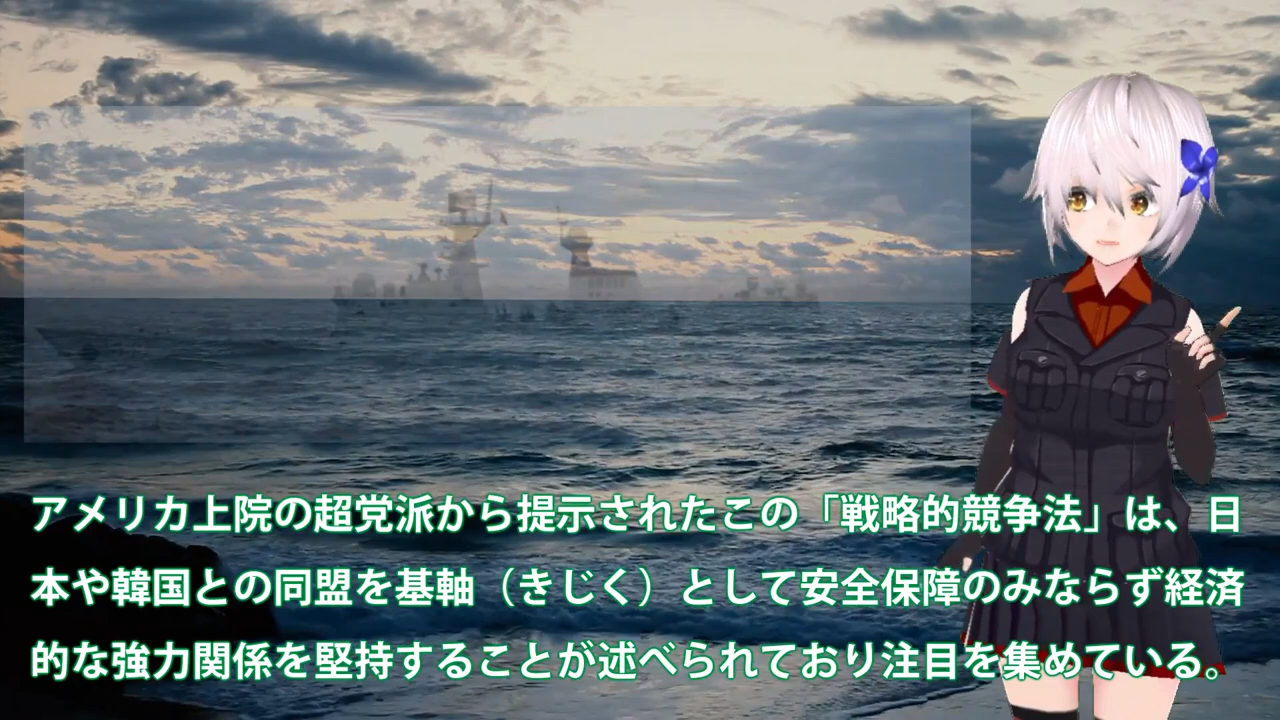 アメリカ上院の超党派から提示されたこの「戦略的競争法」は、日
本や韓国との同盟を基軸（きじく）として安全保障のみならず経済
的な強力関係を堅持することが述べられており注目を集めている。